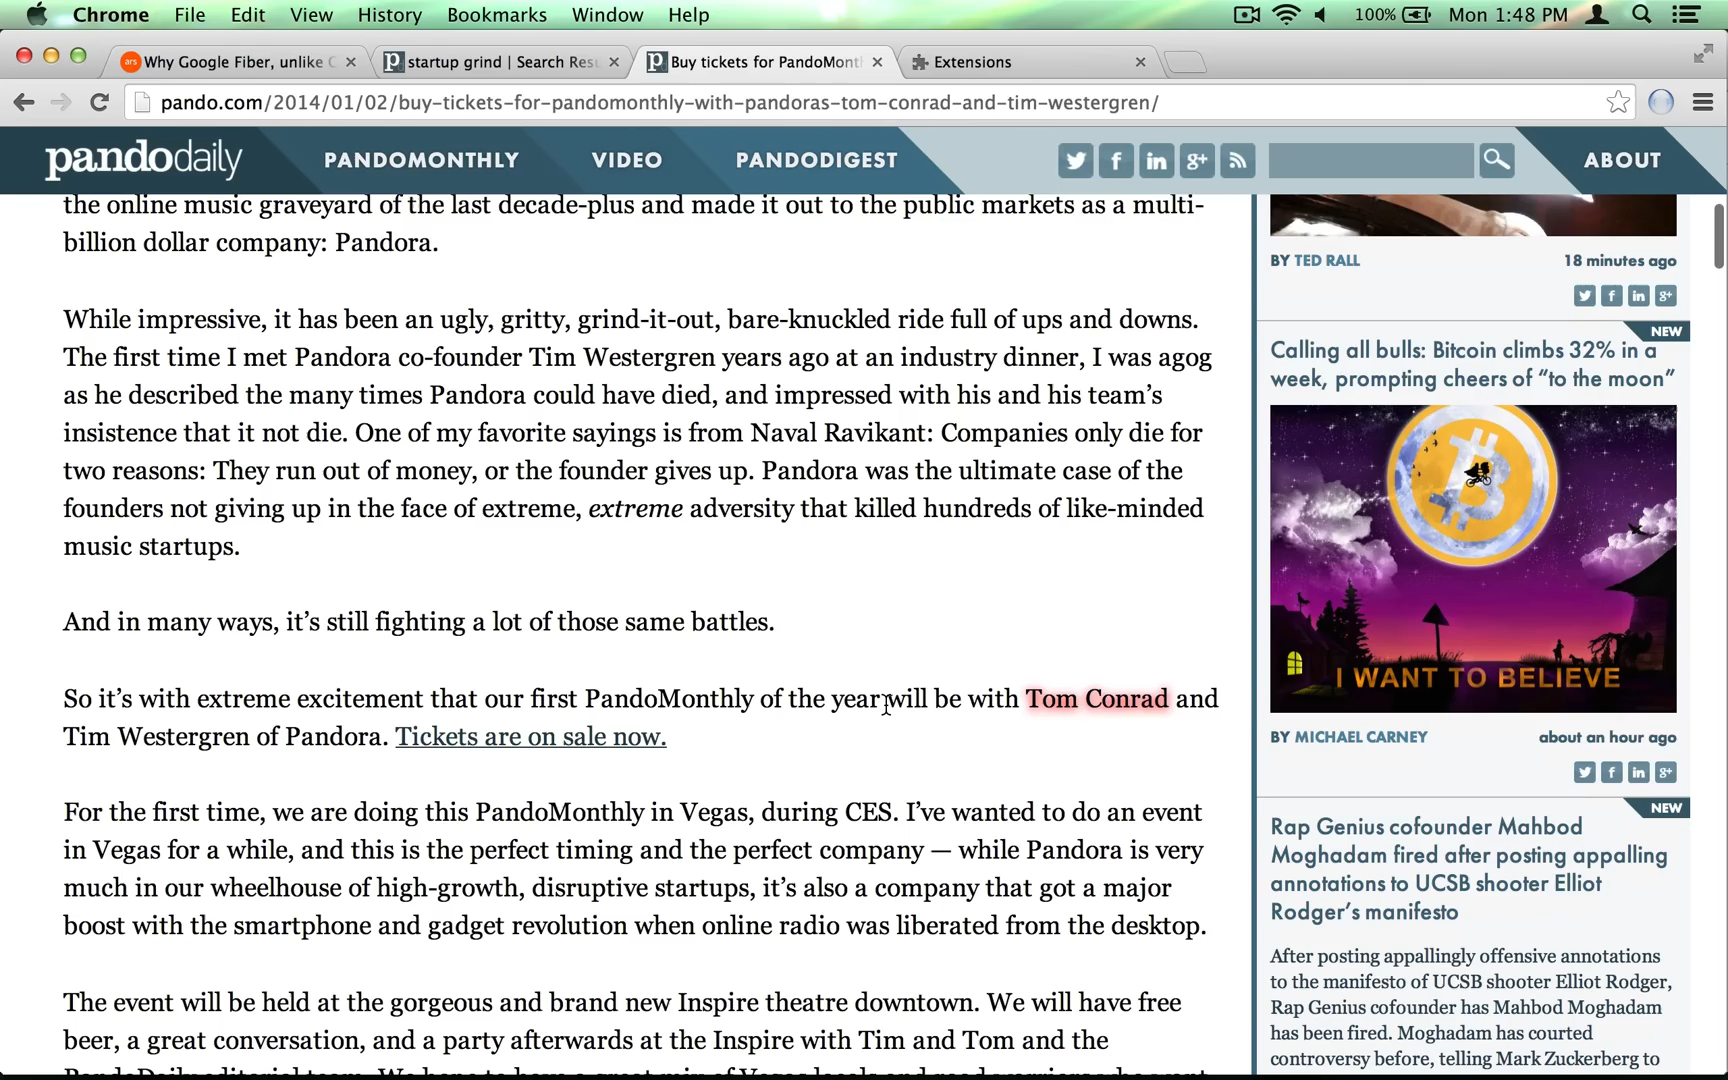 Chrome File Edit View History Bookmarks Window Help 100% Mon 1:48 PM
ars Why Google Fiber, unlike C
startup grind | Search Resu
Buy tickets for PandoMont
Extensions
pando.com/2014/01/02/buy-tickets-for-pandomonthly-with-pandoras-tom-conrad-and-tim-westergren/
pandodaily PANDOMONTHLY VIDEO PANDODIGEST ABOUT
the online music graveyard of the last decade-plus and made it out to the public markets as a multi-
billion dollar company: Pandora.
While impressive, it has been an ugly, gritty, grind-it-out, bare-knuckled ride full of ups and downs.
The first time I met Pandora co-founder Tim Westergren years ago at an industry dinner, I was agog
as he described the many times Pandora could have died, and impressed with his and his team’s
insistence that it not die. One of my favorite sayings is from Naval Ravikant: Companies only die for
two reasons: They run out of money, or the founder gives up. Pandora was the ultimate case of the
founders not giving up in the face of extreme, extreme adversity that killed hundreds of like-minded
music startups.
And in many ways, it’s still fighting a lot of those same battles.
So it’s with extreme excitement that our first PandoMonthly of the year will be with Tom Conrad and
Tim Westergren of Pandora. Tickets are on sale now.
For the first time, we are doing this PandoMonthly in Vegas, during CES. I’ve wanted to do an event
in Vegas for a while, and this is the perfect timing and the perfect company — while Pandora is very
much in our wheelhouse of high-growth, disruptive startups, it’s also a company that got a major
boost with the smartphone and gadget revolution when online radio was liberated from the desktop.
The event will be held at the gorgeous and brand new Inspire theatre downtown. We will have free
beer, a great conversation, and a party afterwards at the Inspire with Tim and Tom and the
BY TED RALL 18 minutes ago
NEW
Calling all bulls: Bitcoin climbs 32% in a
week, prompting cheers of “to the moon”
I WANT TO BELIEVE
BY MICHAEL CARNEY about an hour ago
NEW
Rap Genius cofounder Mahbod
Moghadam fired after posting appalling
annotations to UCSB shooter Elliot
Rodger’s manifesto
After posting appallingly offensive annotations
to the manifesto of UCSB shooter Elliot Rodger,
Rap Genius cofounder has Mahbod Moghadam
has been fired. Moghadam has courted
controversy before, telling Mark Zuckerberg to